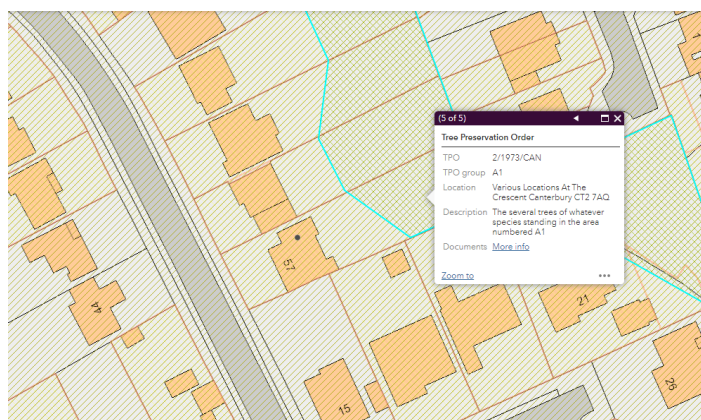 (5 of 5)
Tree Preservation Order
TPO 2/1973/CAN
TPO group A1
Location Various Locations At The
Crescent Canterbury CT2 7AQ
Description The several trees of whatever
species standing in the area
numbered A1
Documents More info
Zoom to
57
44
21
15
26